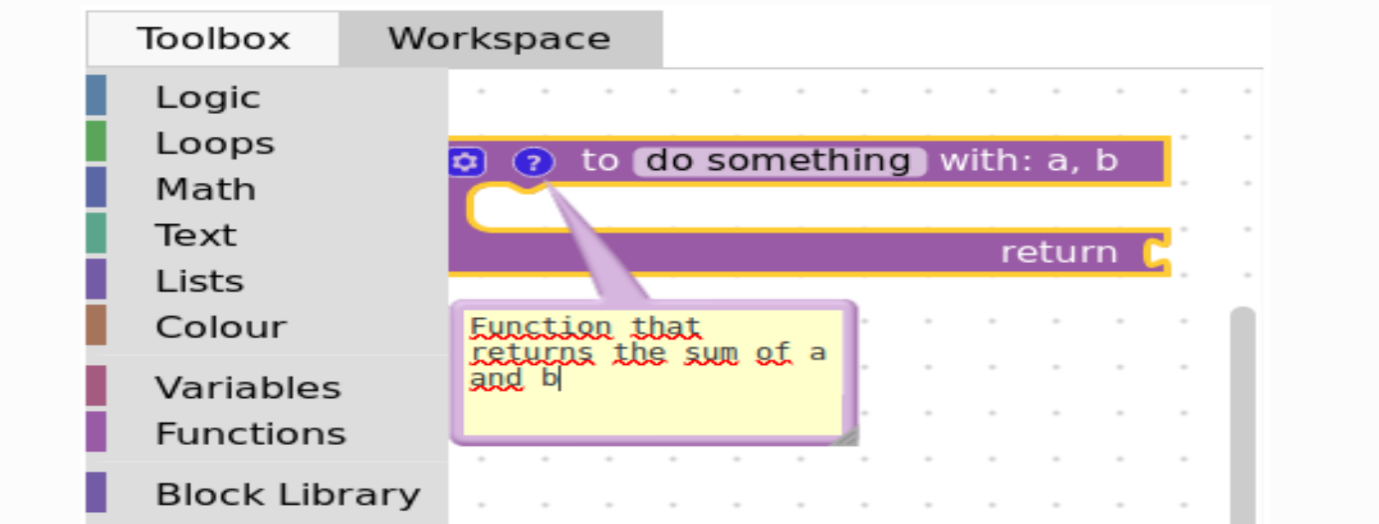 Toolbox Workspace
Logic
Loops
Math
Text
Lists
Colour
Variables
Functions
Block Library
? to do something with: a, b
return
Function that
returns the sum of a
and b